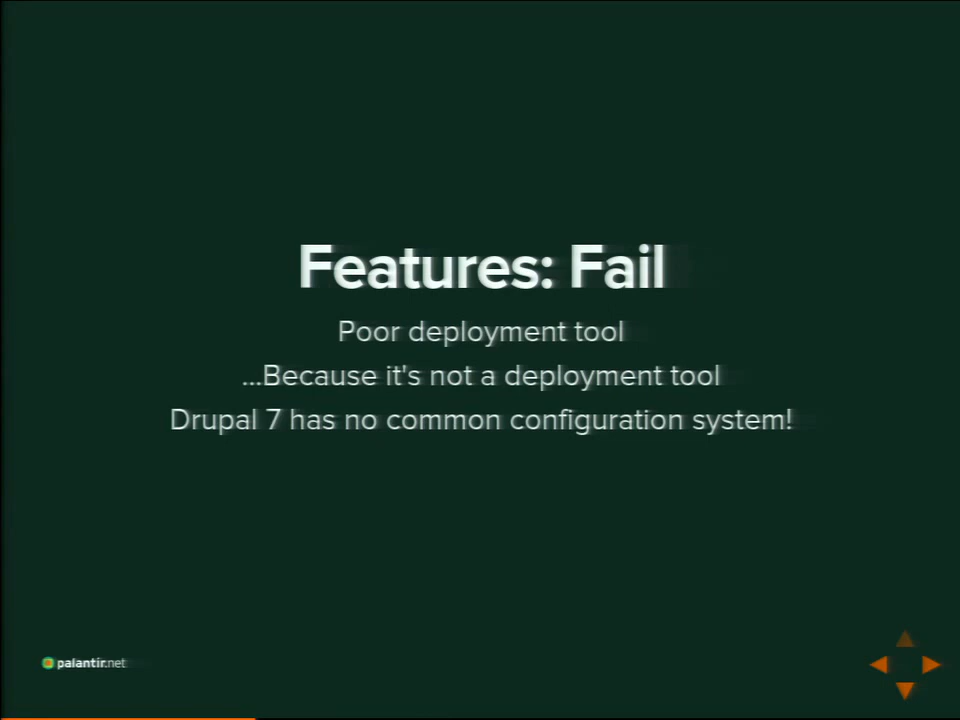 Features: Fail
Poor deployment tool
...Because it's not a deployment tool
Drupal 7 has no common configuration system!
palantir.net